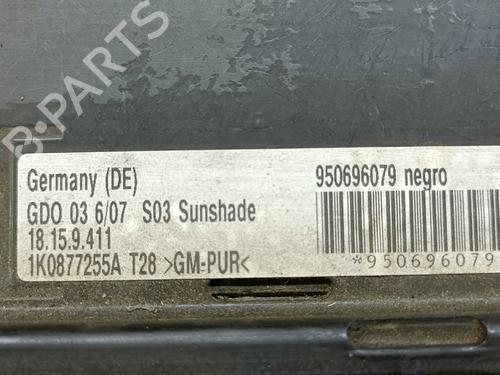 B-PARTS
Germany (DE)
950696079 negro
GDO 03 6/07 S03 Sunshade
18.15.9.411
1K0877255A T28 >GM-PUR<
*950696079